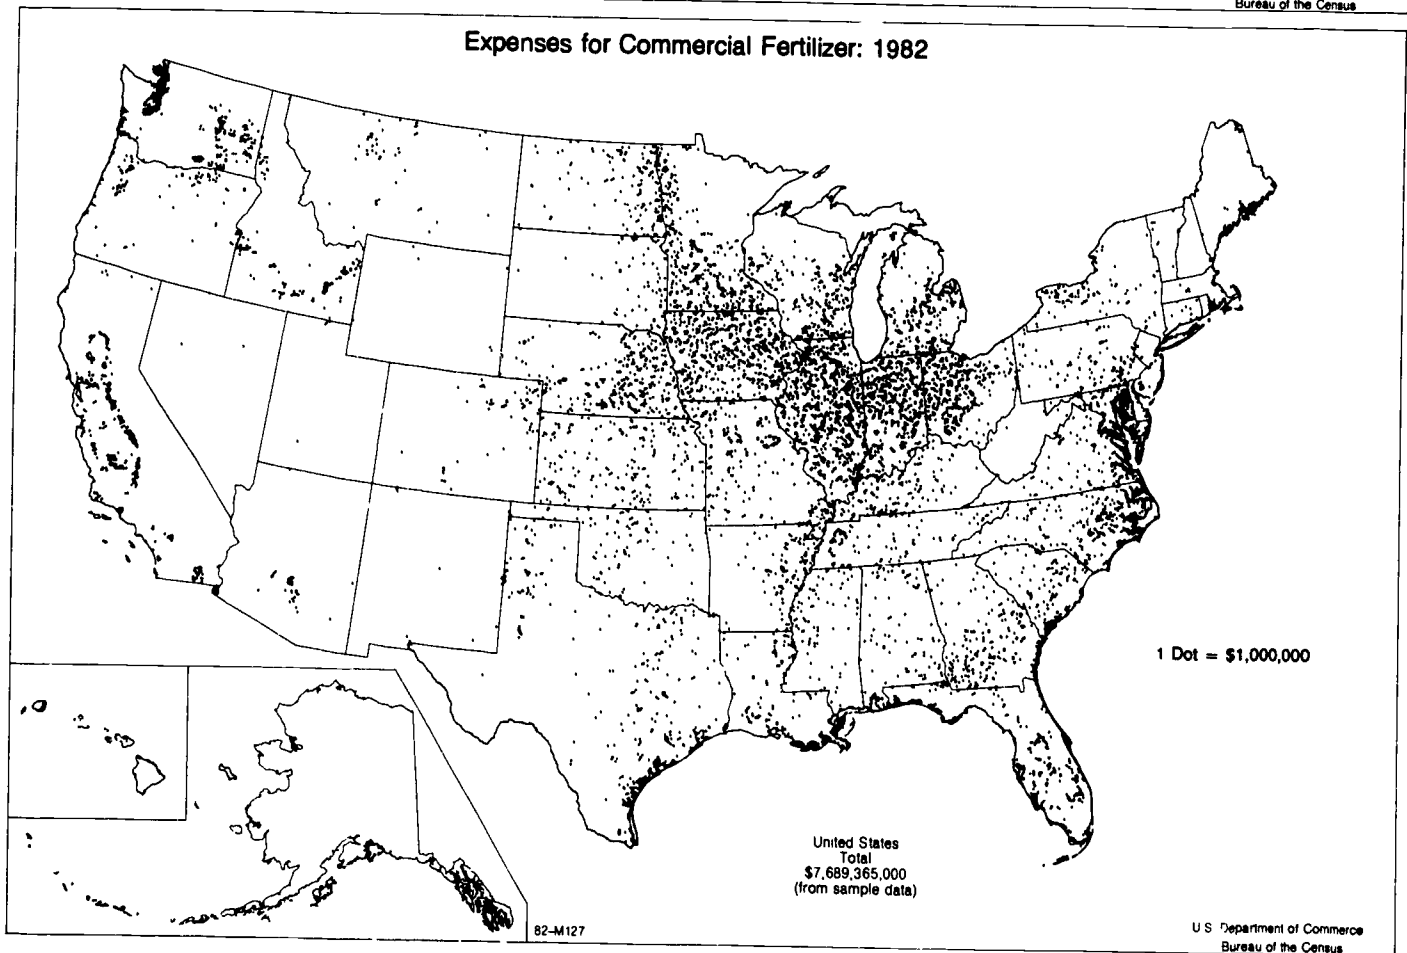 Bureau of the Census
Expenses for Commercial Fertilizer: 1982
1 Dot = $1,000,000
United States
Total
$7,689,365,000
(from sample data)
82-M127
U S Department of Commerce
Bureau of the Census